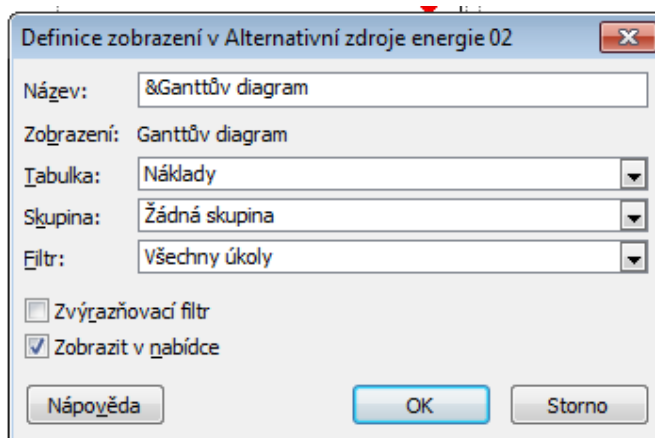 Definice zobrazení v Alternativní zdroje energie 02
Název: &Ganttův diagram
Zobrazení: Ganttův diagram
Tabulka: Náklady
Skupina: Žádná skupina
Filtr: Všechny úkoly
Zvýrazňovací filtr
Zobrazit v nabídce
Nápověda OK Storno